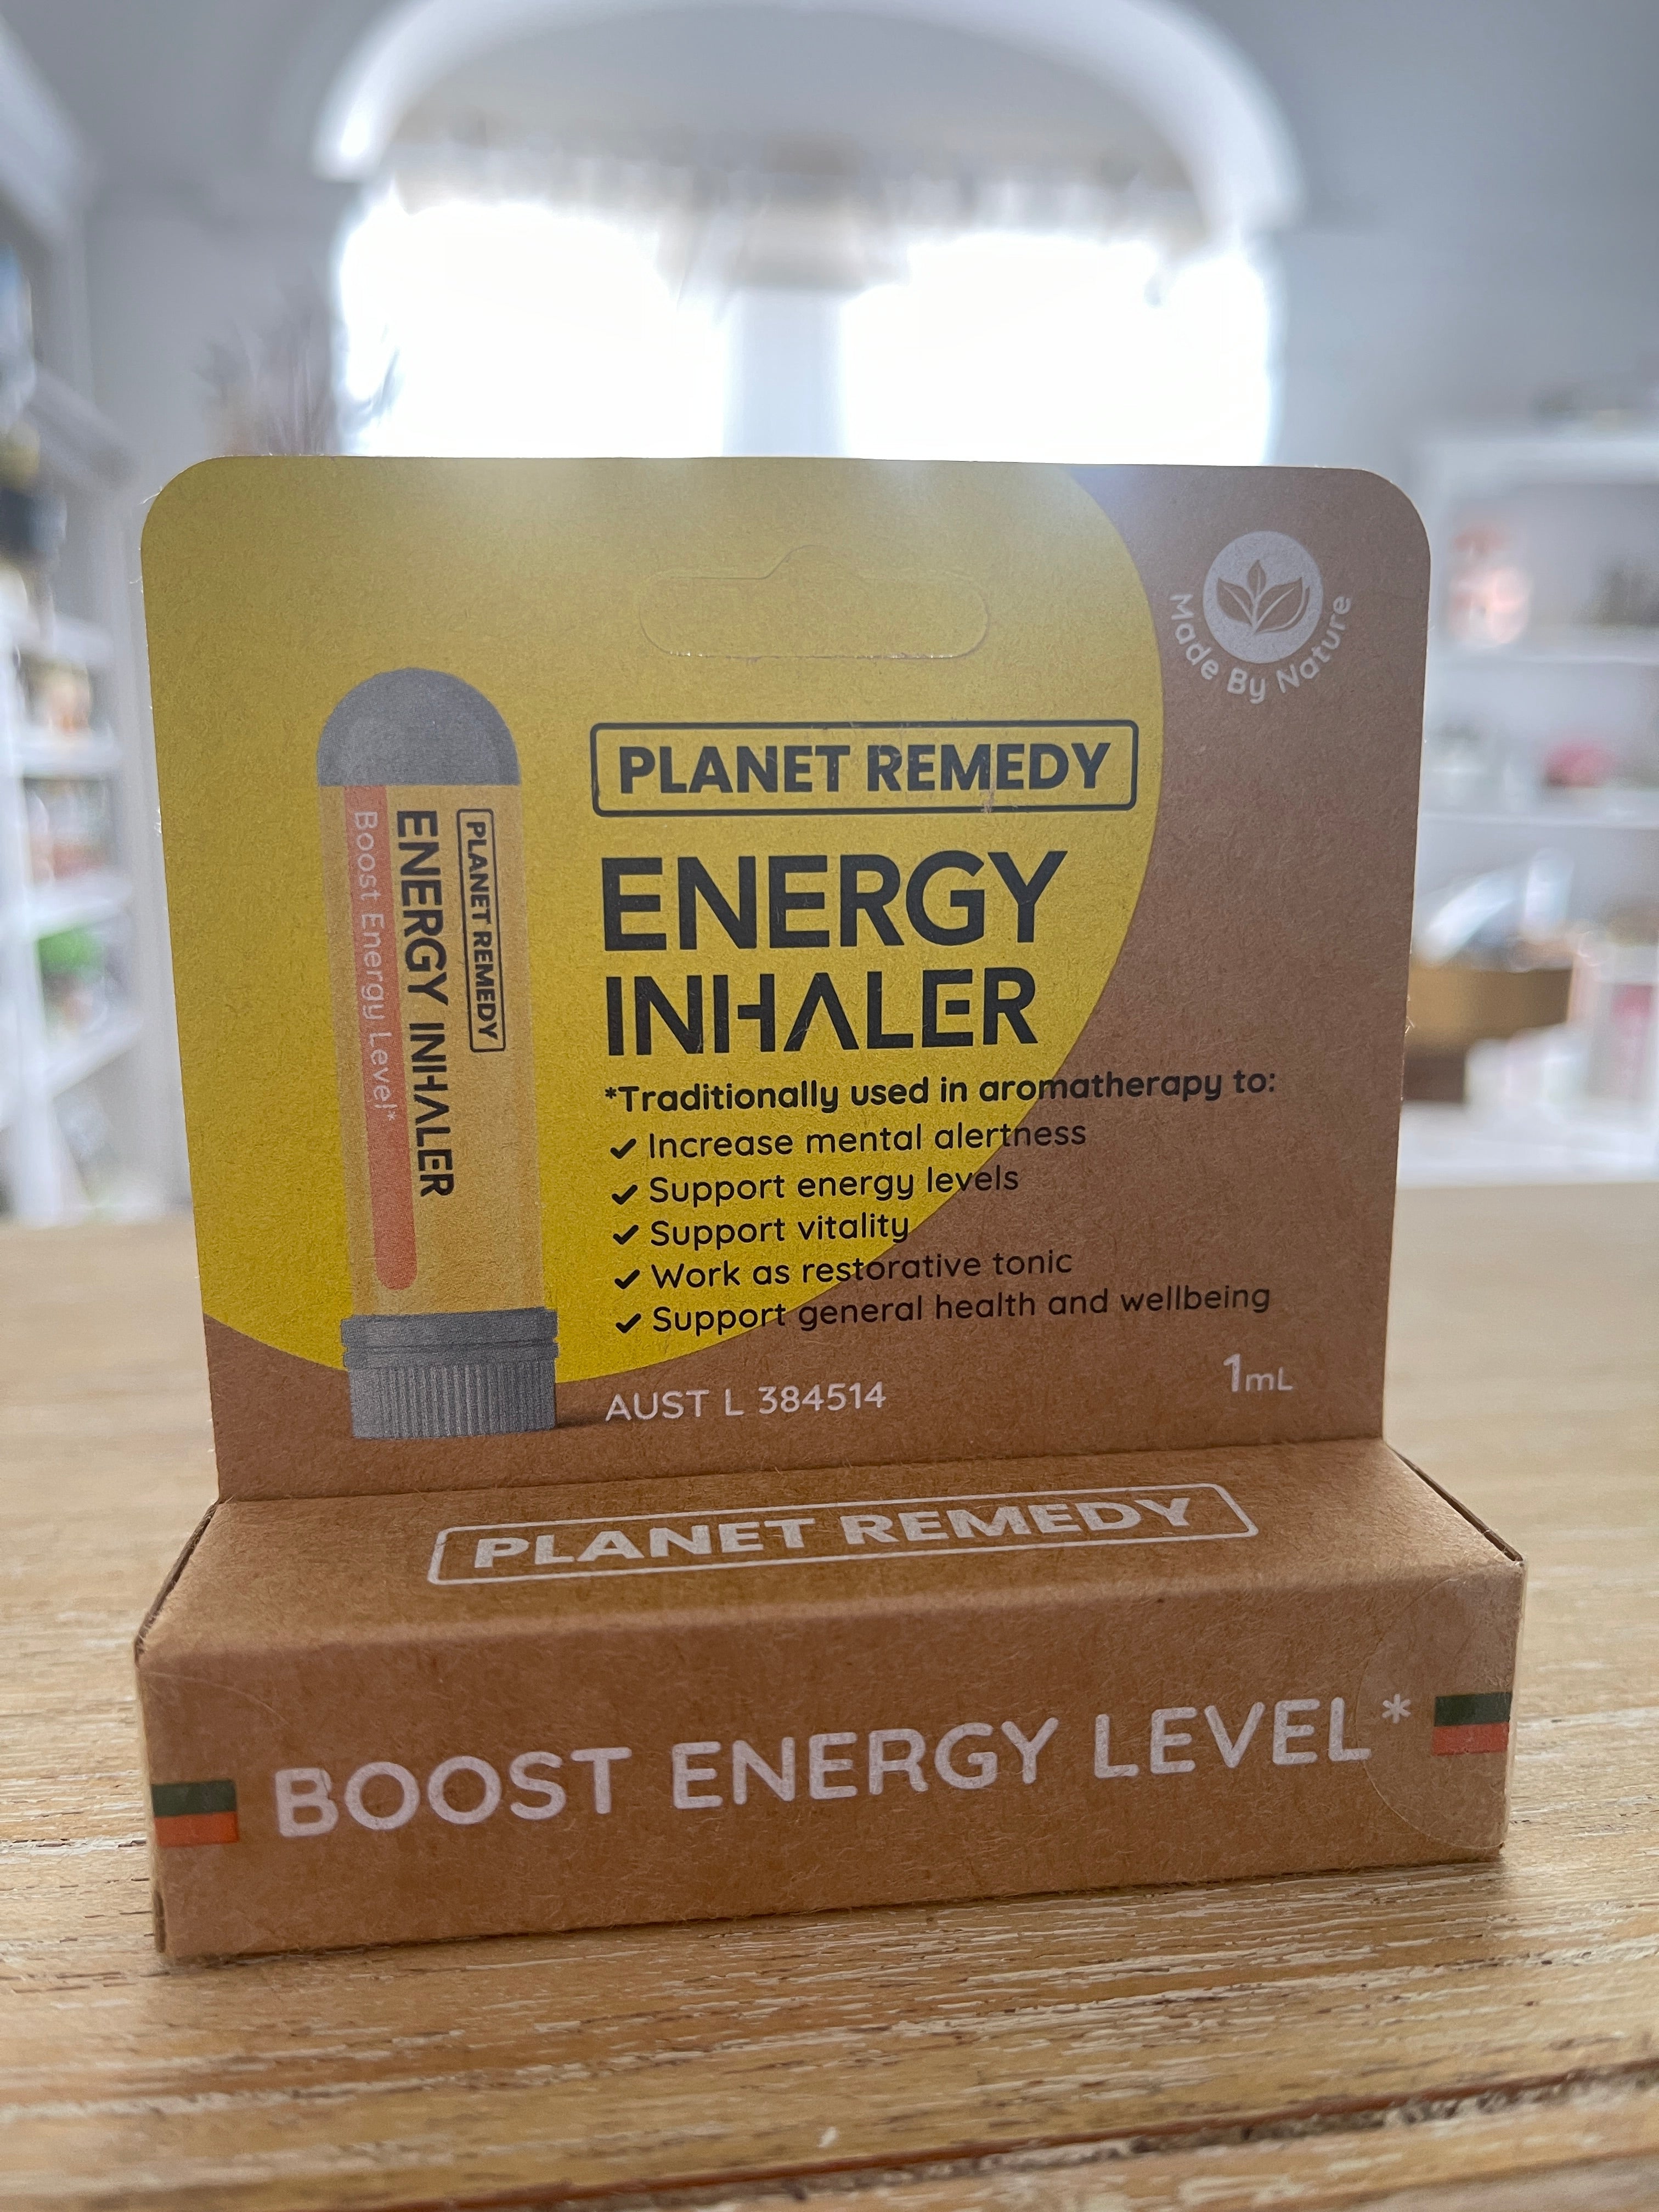 Made By Nature
PLANET REMEDY
ENERGY
INHALER
*Traditionally used in aromatherapy to:
Increase mental alertness
Support energy levels
Support vitality
Work as restorative tonic
Support general health and wellbeing
AUST L 384514
1mL
PLANET REMEDY
ENERGY INHALER
Boost Energy Level*
PLANET REMEDY
BOOST ENERGY LEVEL*